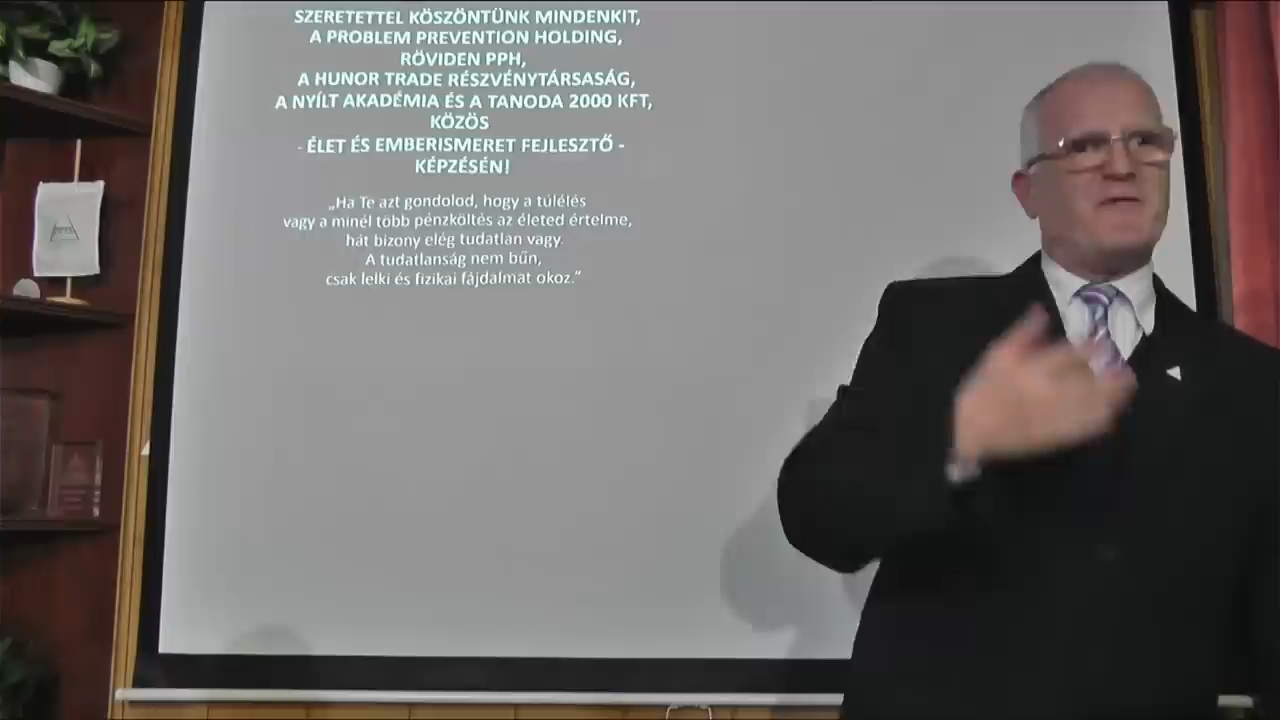 SZERETETTEL KÖSZÖNTÜNK MINDENKIT,
A PROBLEM PREVENTION HOLDING,
RÖVIDEN PPH,
A HUNOR TRADE RÉSZVÉNYTÁRSASÁG,
A NYÍLT AKADÉMIA ÉS A TANODA 2000 KFT,
KÖZÖS
- ÉLET ÉS EMBERISMERET FEJLESZTŐ -
KÉPZÉSÉN!
„Ha Te azt gondolod, hogy a túlélés
vagy a minél több pénzköltés az életed értelme,
hát bizony elég tudatlan vagy.
A tudatlanság nem bűn,
csak lelki és fizikai fájdalmat okoz.”